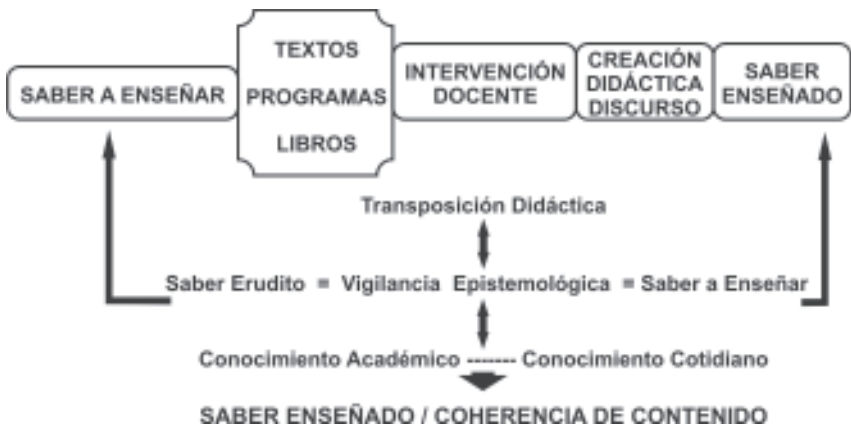 SABER A ENSEÑAR
TEXTOS
PROGRAMAS
LIBROS
INTERVENCIÓN
DOCENTE
CREACIÓN
DIDÁCTICA
DISCURSO
SABER
ENSEÑADO
Transposición Didáctica
Saber Erudito = Vigilancia Epistemológica = Saber a Enseñar
Conocimiento Académico ------- Conocimiento Cotidiano
SABER ENSEÑADO / COHERENCIA DE CONTENIDO